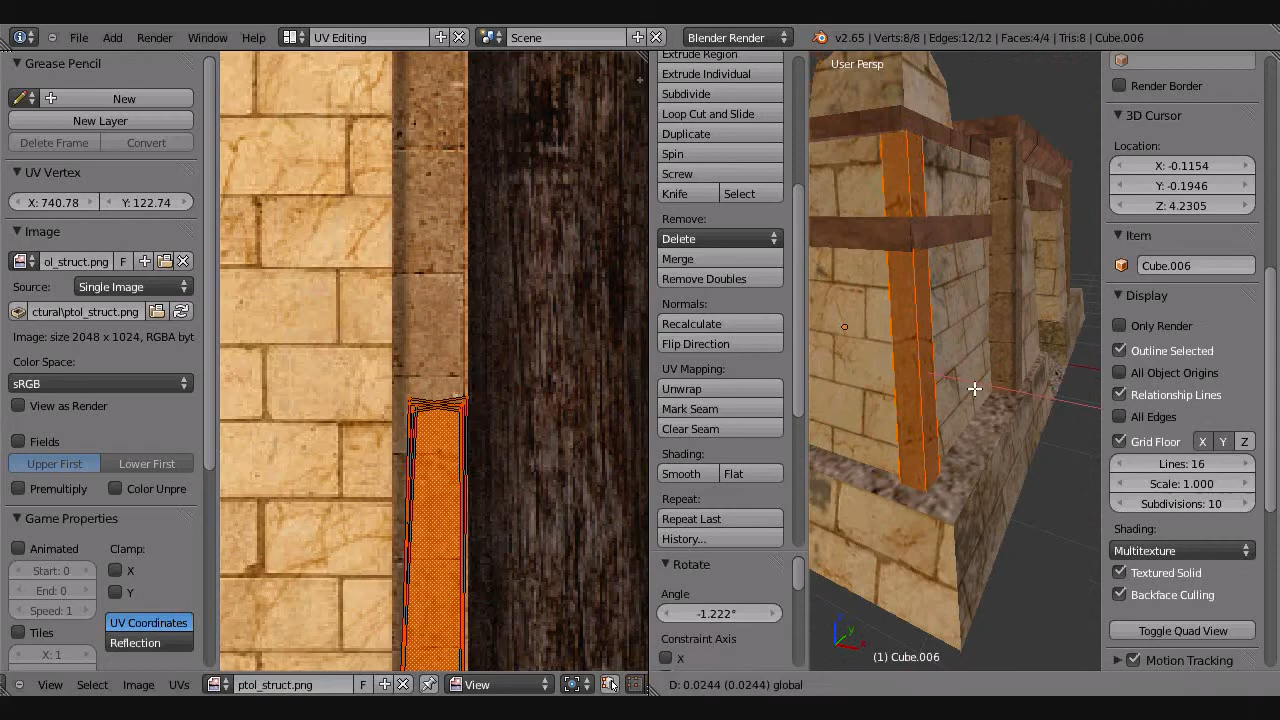 File Add Render Window Help UV Editing Scene Blender Render v2.65 | Verts:8/8 | Edges:12/12 | Faces:4/4 | Tris:8 | Cube.006
Grease Pencil
New
New Layer
Delete Frame Convert
UV Vertex
X: 740.78 Y: 122.74
Image
ol_struct.png F
Source: Single Image
ctural\ptol_struct.png
Image: size 2048 x 1024, RGBA byt
Color Space:
sRGB
View as Render
Fields
Upper First Lower First
Premultiply Color Unpre
Game Properties
Animated Clamp:
Start: 0 X
End: 0 Y
Speed: 1
Tiles UV Coordinates
X: 1 Reflection
View Select Image UVs ptol_struct.png F View
Extrude Region
Extrude Individual
Subdivide
Loop Cut and Slide
Duplicate
Spin
Screw
Knife Select
Remove:
Delete
Merge
Remove Doubles
Normals:
Recalculate
Flip Direction
UV Mapping:
Unwrap
Mark Seam
Clear Seam
Shading:
Smooth Flat
Repeat:
Repeat Last
History...
Rotate
Angle
-1.222°
Constraint Axis
X
User Persp
(1) Cube.006
D: 0.0244 (0.0244) global
Render Border
3D Cursor
Location:
X: -0.1154
Y: -0.1946
Z: 4.2305
Item
Cube.006
Display
Only Render
Outline Selected
All Object Origins
Relationship Lines
All Edges
Grid Floor X Y Z
Lines: 16
Scale: 1.000
Subdivisions: 10
Shading:
Multitexture
Textured Solid
Backface Culling
Toggle Quad View
Motion Tracking